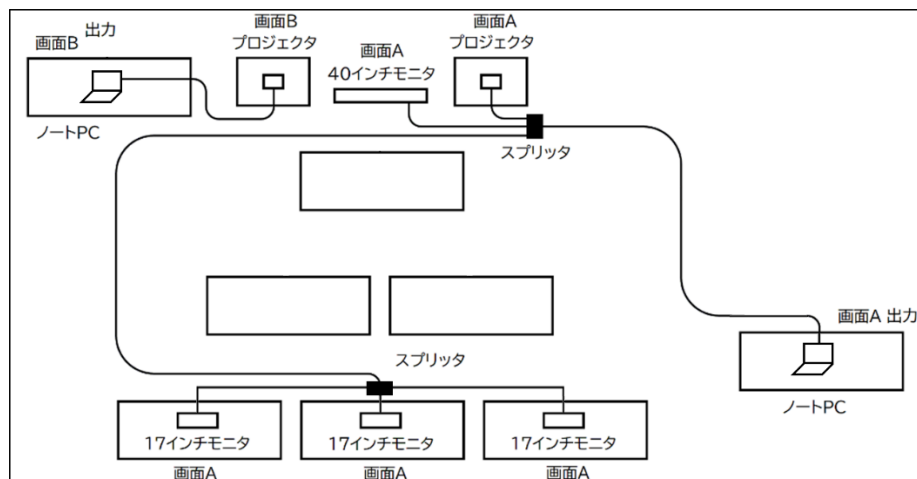 出力
画面B
ノートPC
画面B
プロジェクタ
画面A
40インチモニタ
画面A
プロジェクタ
スプリッタ
画面A 出力
ノートPC
スプリッタ
17インチモニタ
画面A
17インチモニタ
画面A
17インチモニタ
画面A